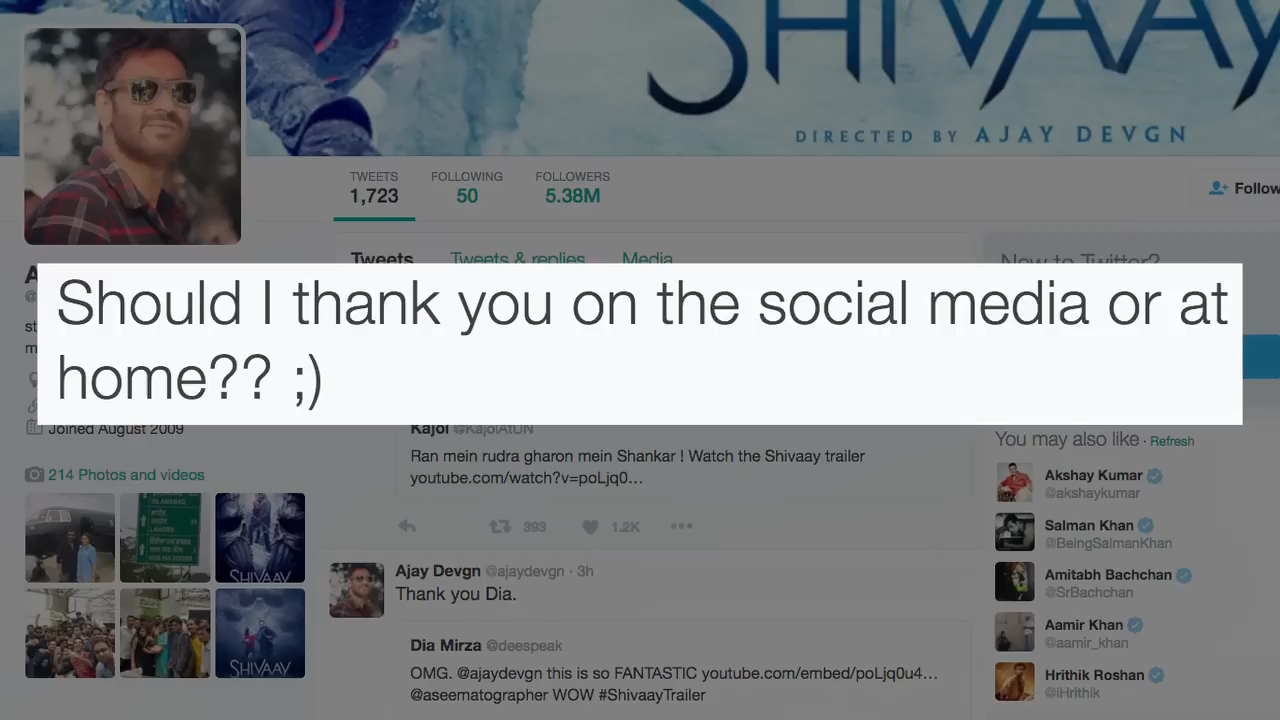 SHIVAAY
DIRECTED BY AJAY DEVGN
TWEETS
1,723
FOLLOWING
50
FOLLOWERS
5.38M
Follow
Tweets
Tweets & replies
Media
New to Twitter?
Should I thank you on the social media or at
home?? ;)
Joined August 2009
214 Photos and videos
SHIVAAY
SHIVAAY
Kajol @KajolAtUN
Ran mein rudra gharon mein Shankar ! Watch the Shivaay trailer
youtube.com/watch?v=poLjq0...
393
1.2K
Ajay Devgn @ajaydevgn · 3h
Thank you Dia.
Dia Mirza @deespeak
OMG. @ajaydevgn this is so FANTASTIC youtube.com/embed/poLjq0u4...
@aseematographer WOW #ShivaayTrailer
You may also like · Refresh
Akshay Kumar
@akshaykumar
Salman Khan
@BeingSalmanKhan
Amitabh Bachchan
@SrBachchan
Aamir Khan
@aamir_khan
Hrithik Roshan
@iHrithik